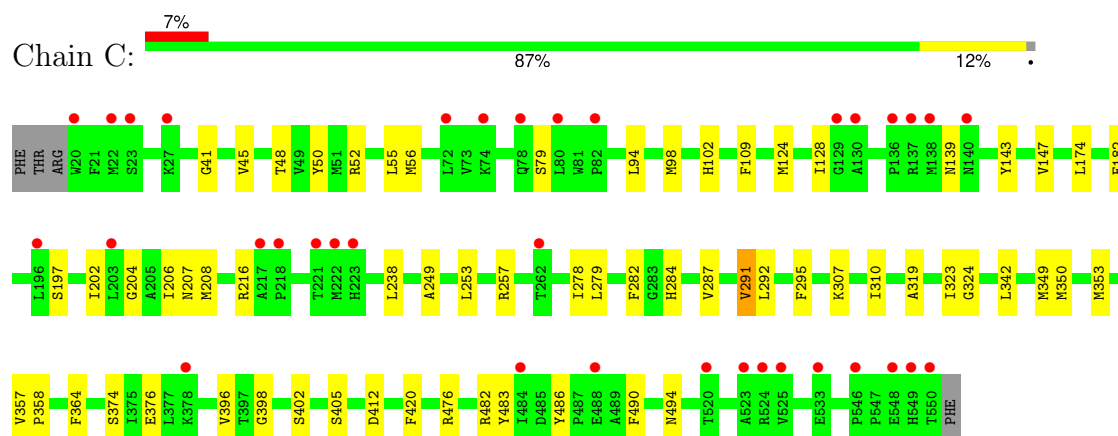 7%
Chain C:
87% 12% •
PHE THR ARG W20 F21 M22 S23 K27 G41 V45 T48 V49 Y50 M51 R52 L55 M56 L72 V73 K74 Q78 S79 L80 W81 P82 L94 M98 H102 F109 M124 I128 G129 A130 P136 R137 M138 N139 N140 Y143 V147 L174
L196 S197 I202 L203 G204 A205 I206 N207 M208 R216 A217 P218 T221 M222 H223 L238 A249 L253 R257 T262 I278 L279 F282 G283 H284 V287 V291 L292 F295 K307 I310 A319 I323 G324 L342 M349 M350 M353
V357 P358 F364 S374 I375 E376 L377 K378 V396 T397 G398 S402 S405 D412 F420 R476 R482 Y483 I484 D485 Y486 P487 E488 A489 F490 N494 T520 A523 R524 V525 E533 P546 P547 E548 H549 T550 PHE